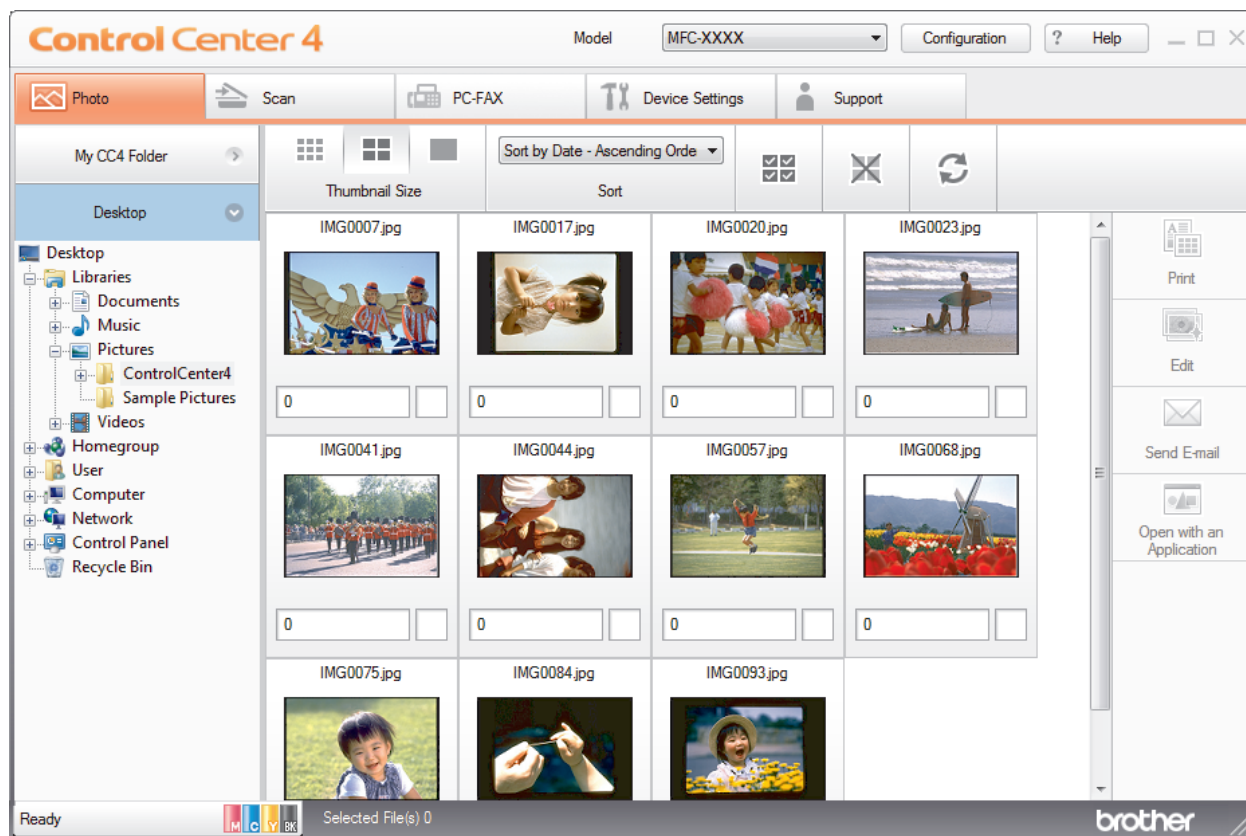 Control Center 4
Model
MFC-XXXX
Configuration
? Help
Photo
Scan
PC-FAX
Device Settings
Support
My CC4 Folder
Desktop
Thumbnail Size
Sort by Date - Ascending Orde
Sort
Desktop
Libraries
Documents
Music
Pictures
ControlCenter4
Sample Pictures
Videos
Homegroup
User
Computer
Network
Control Panel
Recycle Bin
IMG0007.jpg
IMG0017.jpg
IMG0020.jpg
IMG0023.jpg
0
0
0
0
IMG0041.jpg
IMG0044.jpg
IMG0057.jpg
IMG0068.jpg
0
0
0
0
IMG0075.jpg
IMG0084.jpg
IMG0093.jpg
Print
Edit
Send E-mail
Open with an
Application
Ready
M C Y BK
Selected File(s) 0
brother